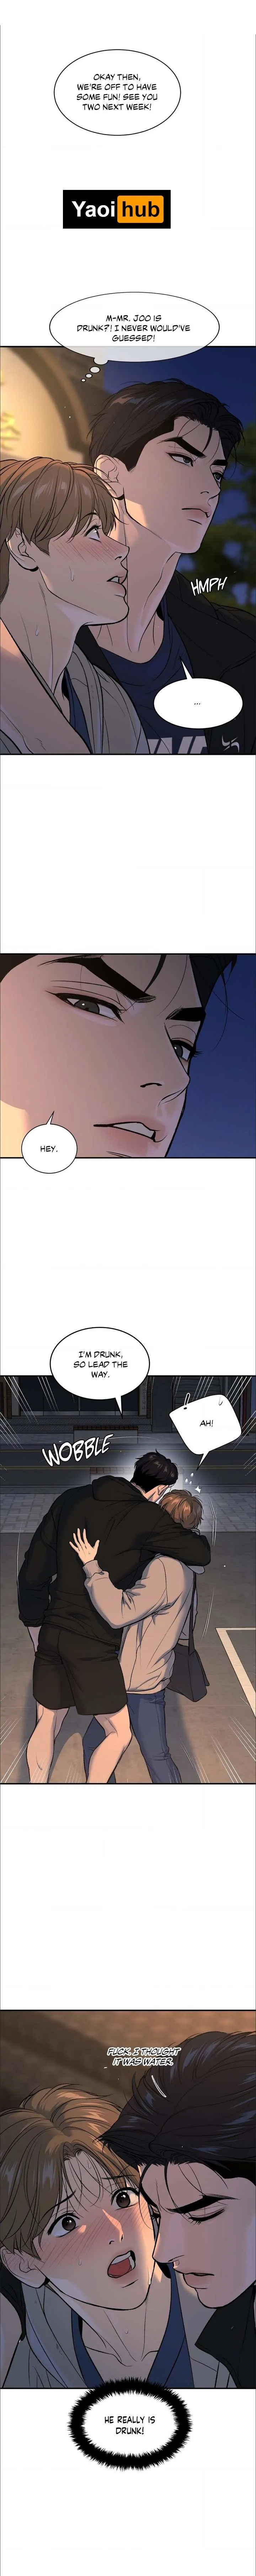 OKAY THEN,
WE'RE OFF TO HAVE
SOME FUN! SEE YOU
TWO NEXT WEEK!
Yaoi hub
M-MR. JOO IS
DRUNK?! I NEVER WOULD'VE
GUESSED!
HMPH
...
HEY.
I'M DRUNK,
SO LEAD THE
WAY.
AH!
WOBBLE
FUCK. I THOUGHT
IT WAS WATER.
HE REALLY IS
DRUNK!